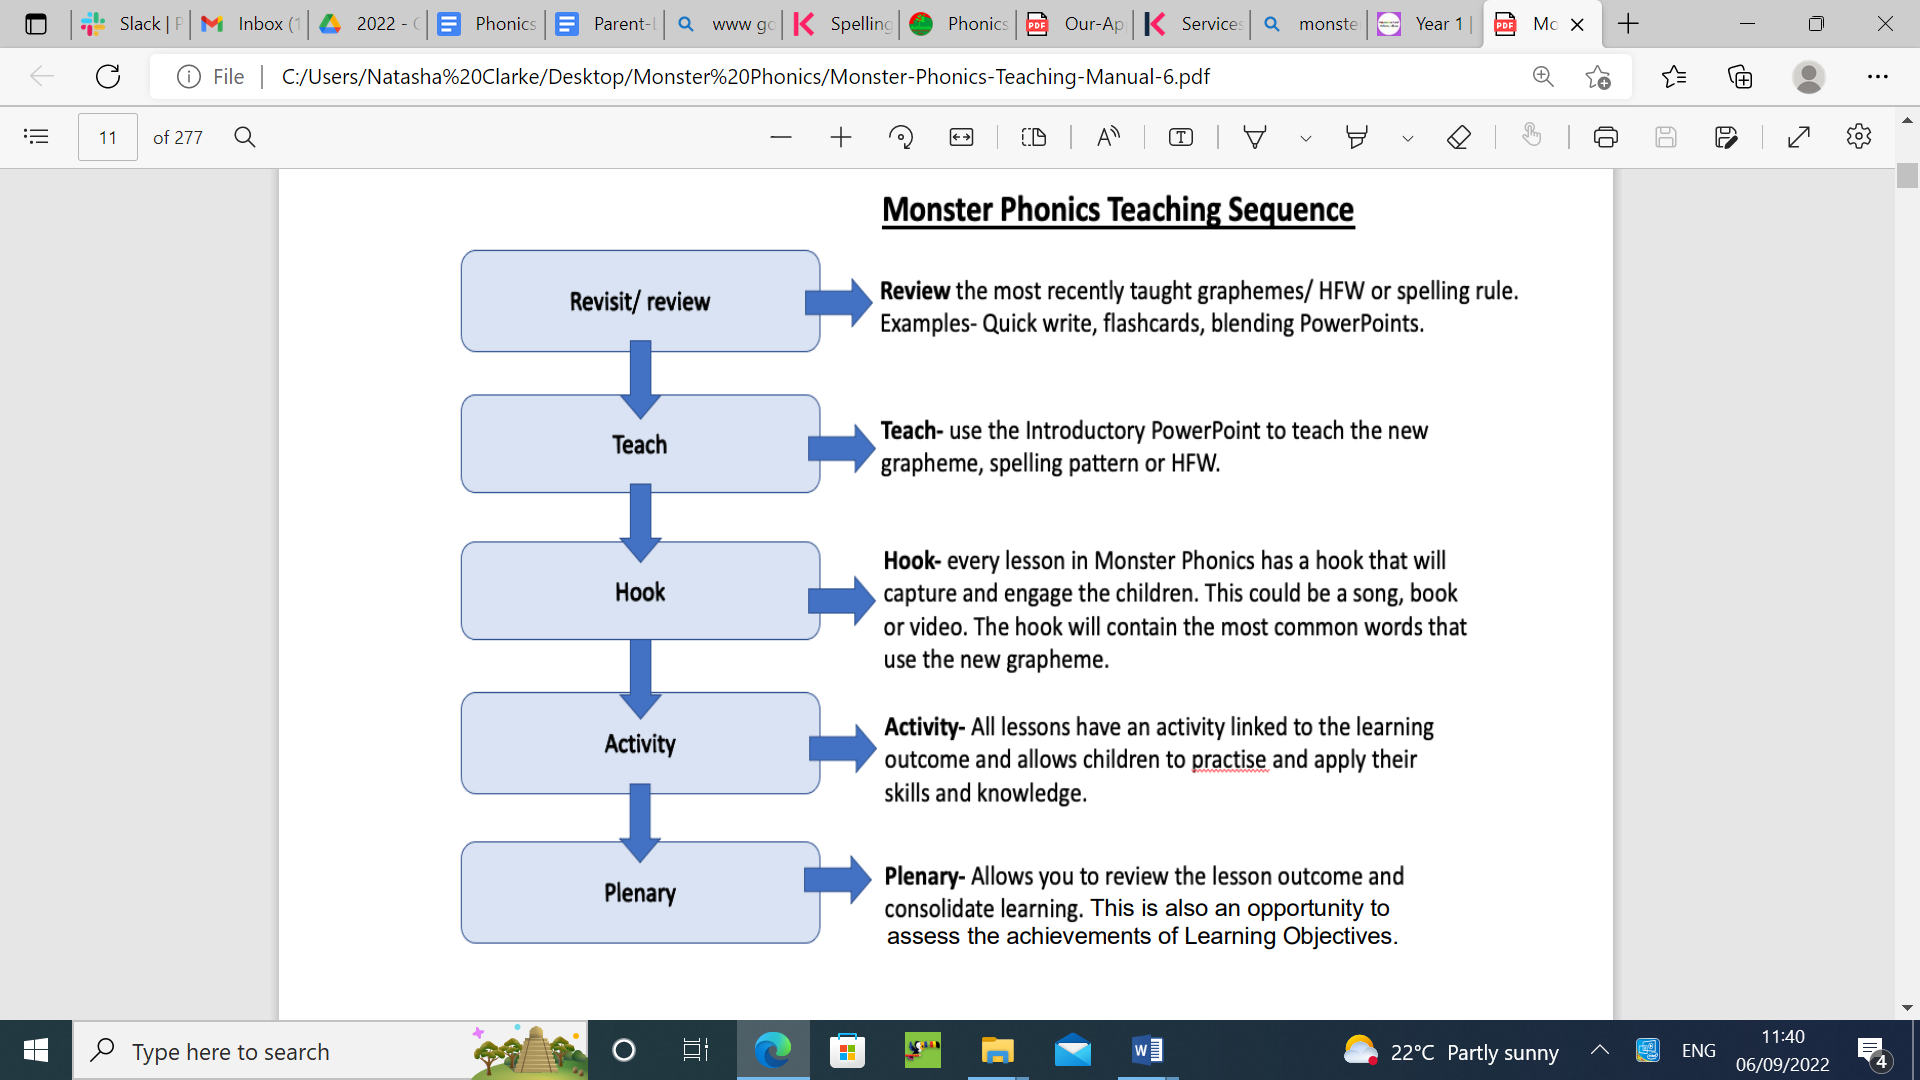 Slack | P
Inbox (1
2022 - C
Phonics
Parent-L
www go
Spelling
Phonics
Our-Ap
Services
monste
Year 1 |
Mo
File
C:/Users/Natasha%20Clarke/Desktop/Monster%20Phonics/Monster-Phonics-Teaching-Manual-6.pdf
11 of 277
Monster Phonics Teaching Sequence
Revisit/ review
Review the most recently taught graphemes/ HFW or spelling rule.
Examples- Quick write, flashcards, blending PowerPoints.
Teach
Teach- use the Introductory PowerPoint to teach the new
grapheme, spelling pattern or HFW.
Hook
Hook- every lesson in Monster Phonics has a hook that will
capture and engage the children. This could be a song, book
or video. The hook will contain the most common words that
use the new grapheme.
Activity
Activity- All lessons have an activity linked to the learning
outcome and allows children to practise and apply their
skills and knowledge.
Plenary
Plenary- Allows you to review the lesson outcome and
consolidate learning. This is also an opportunity to
assess the achievements of Learning Objectives.
Type here to search
22°C Partly sunny
ENG
11:40
06/09/2022
4